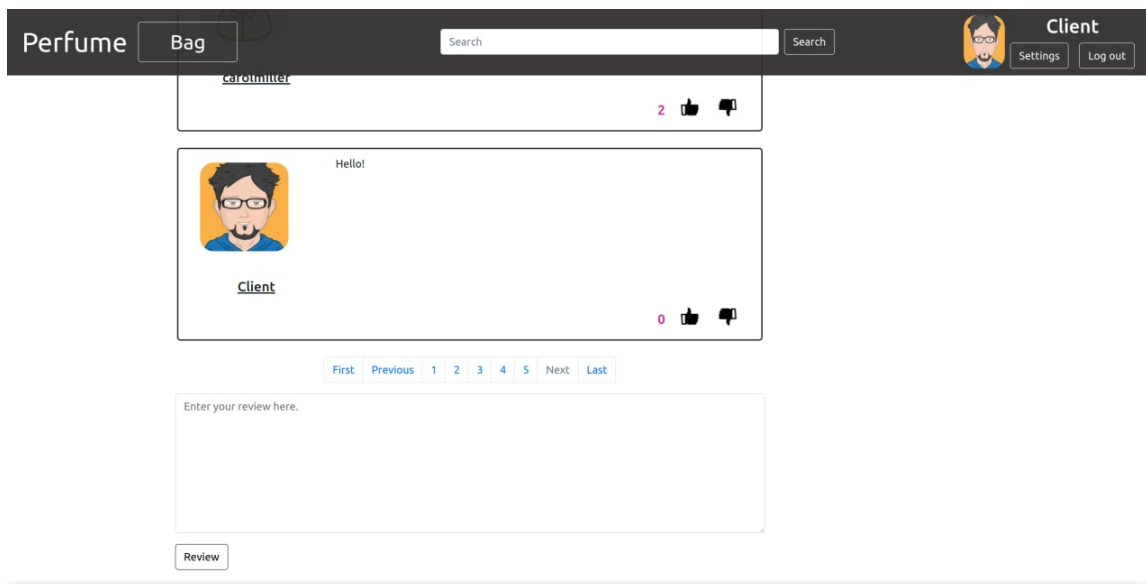 Perfume
Bag
Search
Search
Client
Settings
Log out
carolmiller
2
Hello!
Client
0
First Previous 1 2 3 4 5 Next Last
Enter your review here.
Review